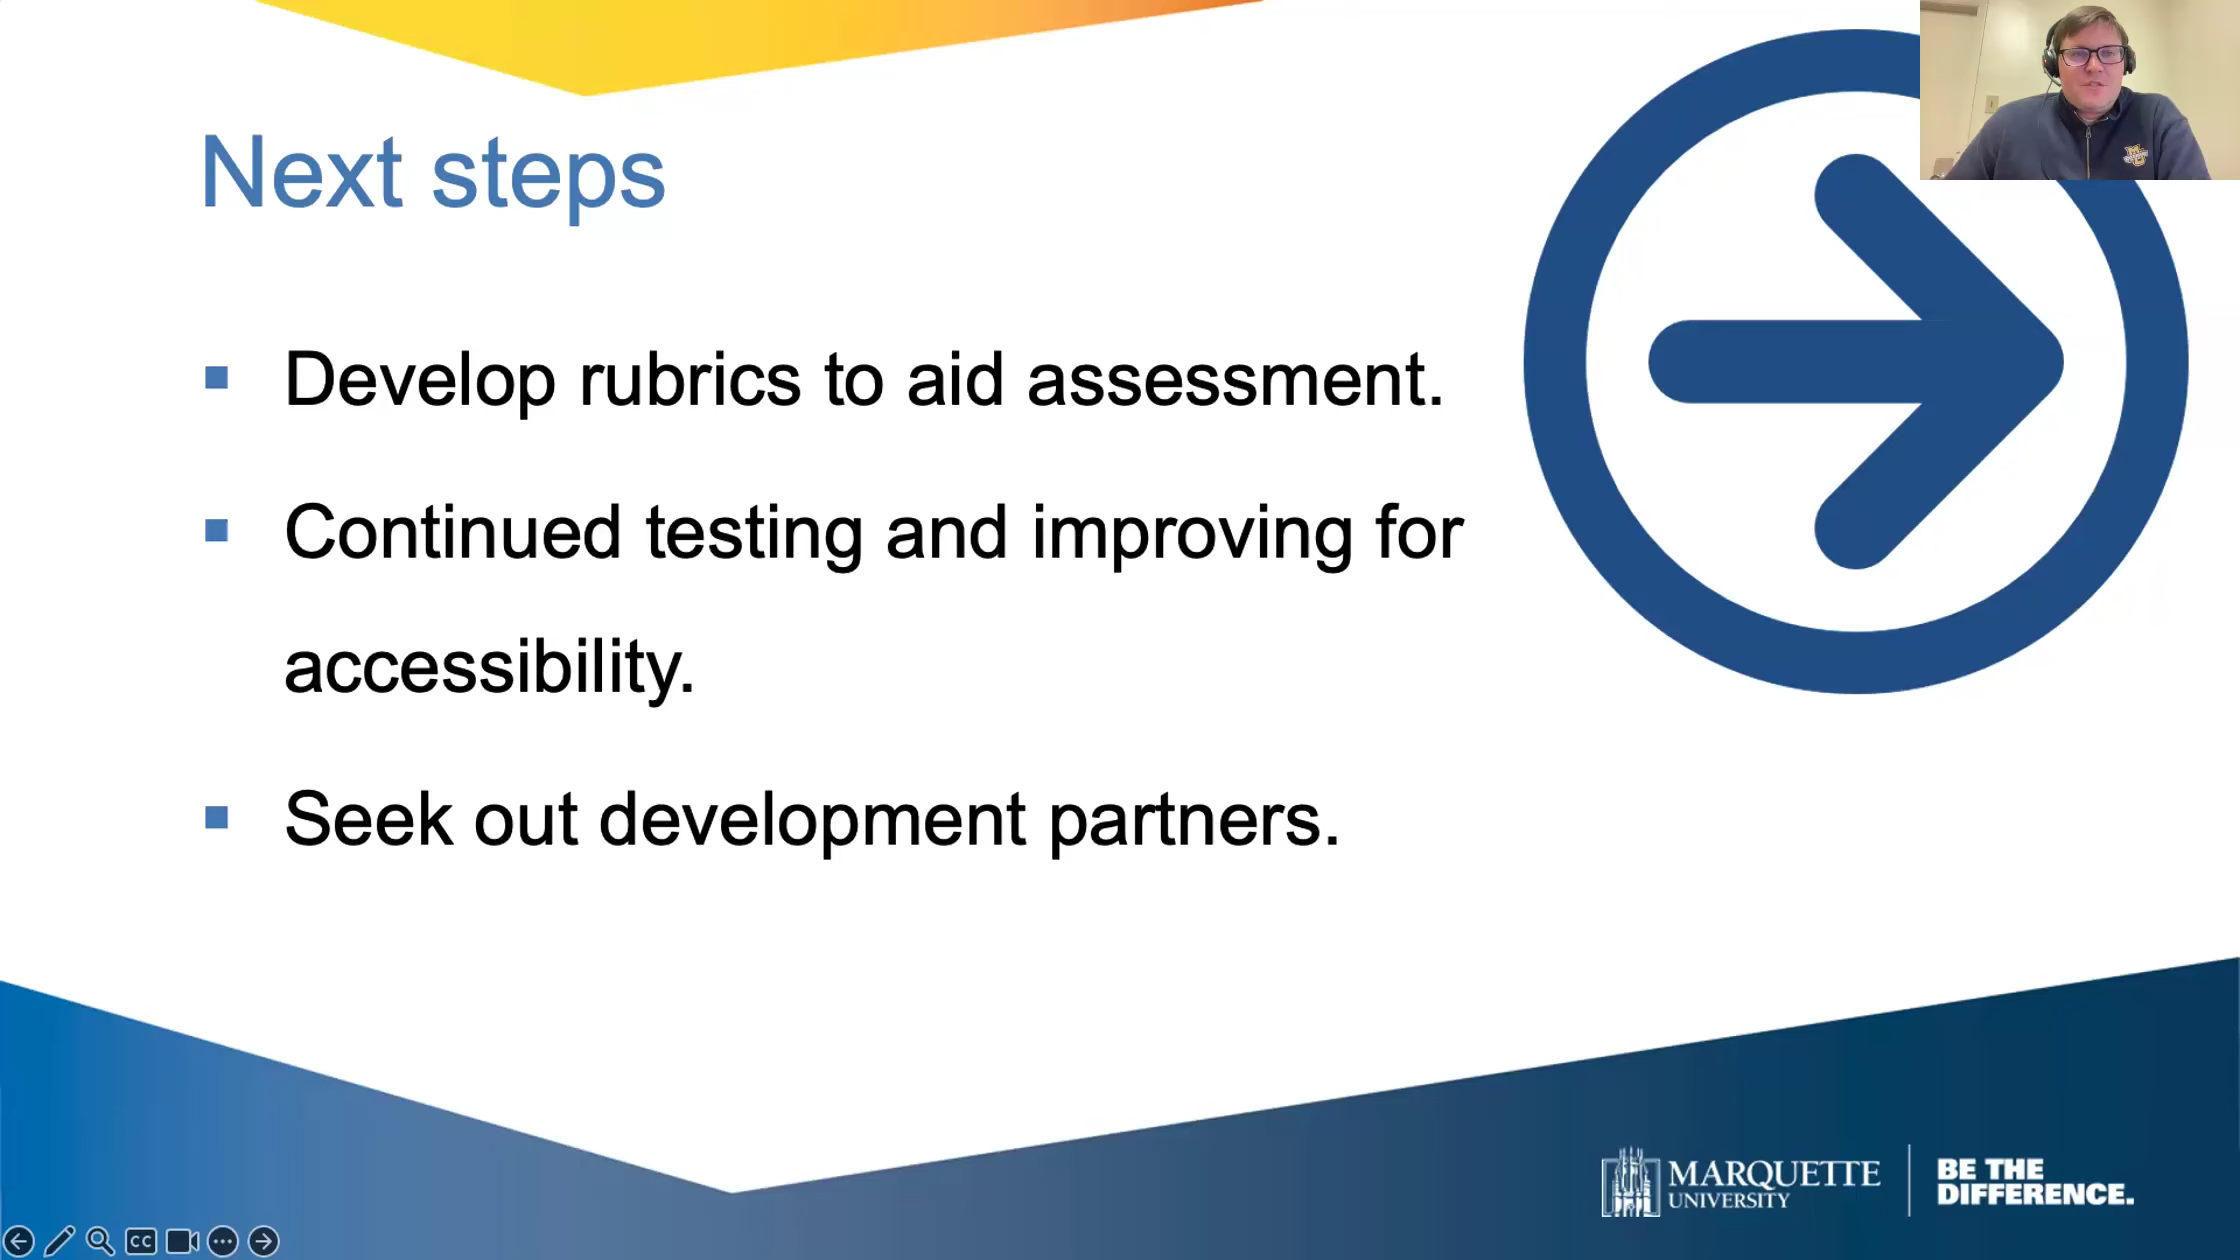 Next steps
Develop rubrics to aid assessment.
Continued testing and improving for
accessibility.
Seek out development partners.
MARQUETTE
UNIVERSITY
BE THE
DIFFERENCE.
CC